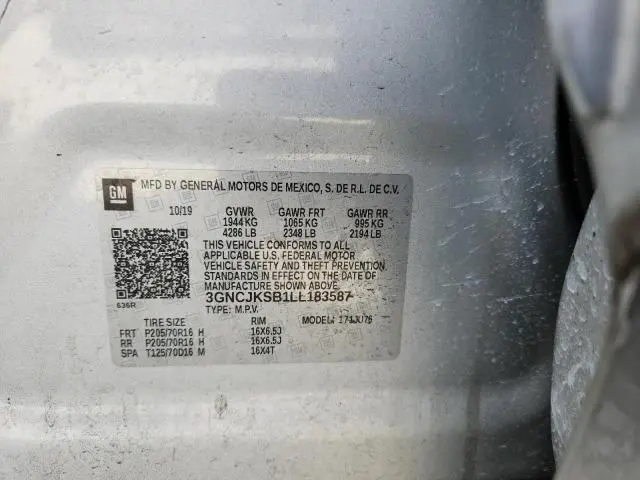 GM
MFD BY GENERAL MOTORS DE MEXICO, S. DE R.L. DE C.V.
10/19 GVWR GAWR FRT GAWR RR
1944 KG 1065 KG 995 KG
4286 LB 2348 LB 2194 LB
THIS VEHICLE CONFORMS TO ALL
APPLICABLE U.S. FEDERAL MOTOR
VEHICLE SAFETY AND THEFT PREVENTION
STANDARDS IN EFFECT ON THE DATE OF
MANUFACTURE SHOWN ABOVE.
636R 3GNCJKSB1LL183587
TYPE: M.P.V.
TIRE SIZE RIM MODEL: 1TJJU76
FRT P205/70R16 H 16X6.5J
RR P205/70R16 H 16X6.5J
SPA T125/70D16 M 16X4T